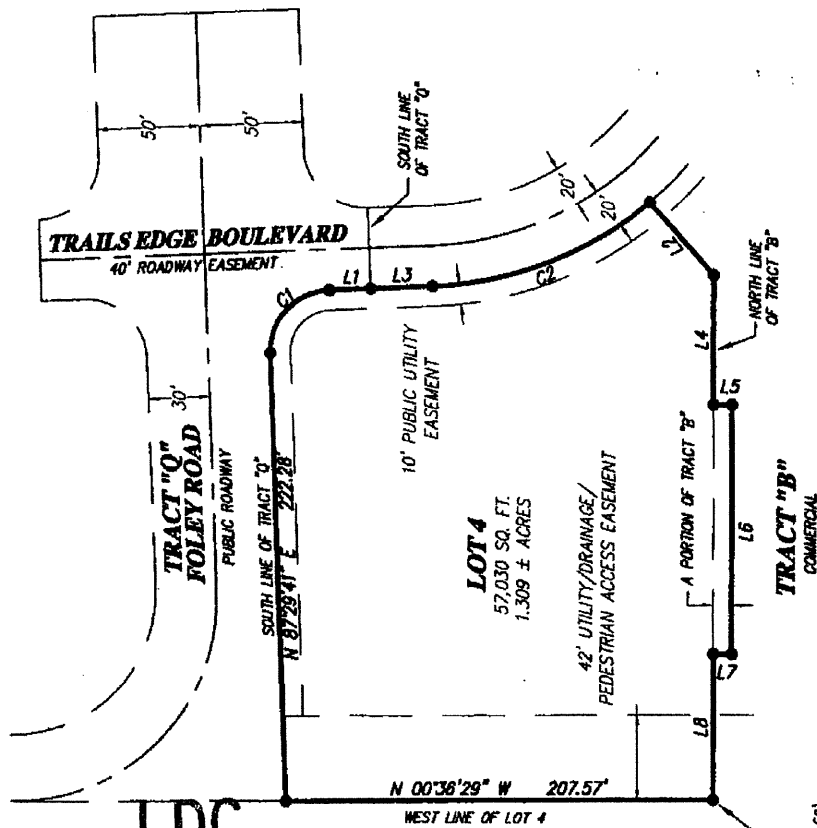 50'
50'
SOUTH LINE
OF TRACT "Q"
20'
20'
TRAILS EDGE BOULEVARD
40' ROADWAY EASEMENT
C1
L1
L3
C2
L2
NORTH LINE
OF TRACT "B"
L4
L5
30'
10' PUBLIC UTILITY
EASEMENT
TRACT "Q"
FOLEY ROAD
PUBLIC ROADWAY
SOUTH LINE OF TRACT "Q"
N 87°29'41" E 222.28'
LOT 4
57,030 SQ. FT.
1.309 ± ACRES
42' UTILITY/DRAINAGE/
PEDESTRIAN ACCESS EASEMENT
A PORTION OF TRACT "B"
L6
TRACT "B"
COMMERCIAL
L7
L8
N 00°36'29" W 207.57'
WEST LINE OF LOT 4